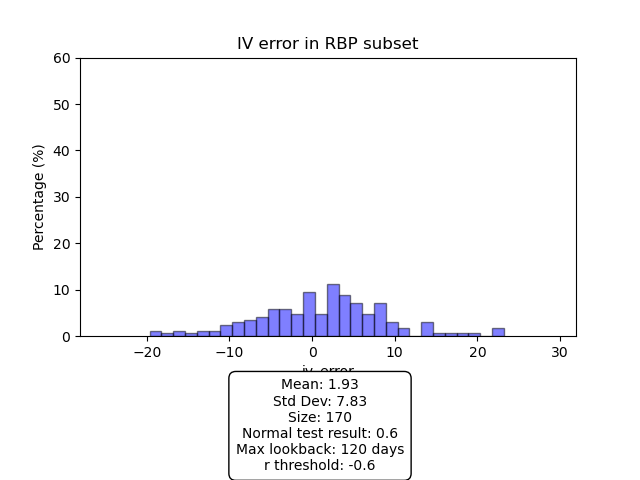 IV error in RBP subset
60
50
40
30
20
10
0
Percentage (%)
−20
−10
0
10
20
30
iv_error
Mean: 1.93
Std Dev: 7.83
Size: 170
Normal test result: 0.6
Max lookback: 120 days
r threshold: -0.6